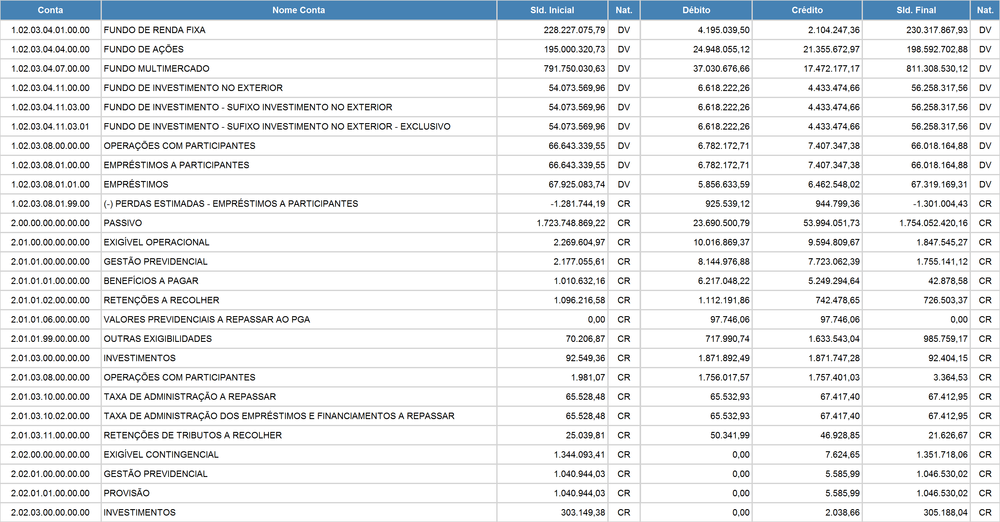 Conta Nome Conta Sld. Inicial Nat. Débito Crédito Sld. Final Nat.
1.02.03.04.01.00.00 FUNDO DE RENDA FIXA 228.227.075,79 DV 4.195.039,50 2.104.247,36 230.317.867,93 DV
1.02.03.04.04.00.00 FUNDO DE AÇÕES 195.000.320,73 DV 24.948.055,12 21.355.672,97 198.592.702,88 DV
1.02.03.04.07.00.00 FUNDO MULTIMERCADO 791.750.030,63 DV 37.030.676,66 17.472.177,17 811.308.530,12 DV
1.02.03.04.11.00.00 FUNDO DE INVESTIMENTO NO EXTERIOR 54.073.569,96 DV 6.618.222,26 4.433.474,66 56.258.317,56 DV
1.02.03.04.11.03.00 FUNDO DE INVESTIMENTO - SUFIXO INVESTIMENTO NO EXTERIOR 54.073.569,96 DV 6.618.222,26 4.433.474,66 56.258.317,56 DV
1.02.03.04.11.03.01 FUNDO DE INVESTIMENTO - SUFIXO INVESTIMENTO NO EXTERIOR - EXCLUSIVO 54.073.569,96 DV 6.618.222,26 4.433.474,66 56.258.317,56 DV
1.02.03.08.00.00.00 OPERAÇÕES COM PARTICIPANTES 66.643.339,55 DV 6.782.172,71 7.407.347,38 66.018.164,88 DV
1.02.03.08.01.00.00 EMPRÉSTIMOS A PARTICIPANTES 66.643.339,55 DV 6.782.172,71 7.407.347,38 66.018.164,88 DV
1.02.03.08.01.01.00 EMPRÉSTIMOS 67.925.083,74 DV 5.856.633,59 6.462.548,02 67.319.169,31 DV
1.02.03.08.01.99.00 (-) PERDAS ESTIMADAS - EMPRÉSTIMOS A PARTICIPANTES -1.281.744,19 CR 925.539,12 944.799,36 -1.301.004,43 CR
2.00.00.00.00.00.00 PASSIVO 1.723.748.869,22 CR 23.690.500,79 53.994.051,73 1.754.052.420,16 CR
2.01.00.00.00.00.00 EXIGÍVEL OPERACIONAL 2.269.604,97 CR 10.016.869,37 9.594.809,67 1.847.545,27 CR
2.01.01.00.00.00.00 GESTÃO PREVIDENCIAL 2.177.055,61 CR 8.144.976,88 7.723.062,39 1.755.141,12 CR
2.01.01.01.00.00.00 BENEFÍCIOS A PAGAR 1.010.632,16 CR 6.217.048,22 5.249.294,64 42.878,58 CR
2.01.01.02.00.00.00 RETENÇÕES A RECOLHER 1.096.216,58 CR 1.112.191,86 742.478,65 726.503,37 CR
2.01.01.06.00.00.00 VALORES PREVIDENCIAIS A REPASSAR AO PGA 0,00 CR 97.746,06 97.746,06 0,00 CR
2.01.01.99.00.00.00 OUTRAS EXIGIBILIDADES 70.206,87 CR 717.990,74 1.633.543,04 985.759,17 CR
2.01.03.00.00.00.00 INVESTIMENTOS 92.549,36 CR 1.871.892,49 1.871.747,28 92.404,15 CR
2.01.03.08.00.00.00 OPERAÇÕES COM PARTICIPANTES 1.981,07 CR 1.756.017,57 1.757.401,03 3.364,53 CR
2.01.03.10.00.00.00 TAXA DE ADMINISTRAÇÃO A REPASSAR 65.528,48 CR 65.532,93 67.417,40 67.412,95 CR
2.01.03.10.02.00.00 TAXA DE ADMINISTRAÇÃO DOS EMPRÉSTIMOS E FINANCIAMENTOS A REPASSAR 65.528,48 CR 65.532,93 67.417,40 67.412,95 CR
2.01.03.11.00.00.00 RETENÇÕES DE TRIBUTOS A RECOLHER 25.039,81 CR 50.341,99 46.928,85 21.626,67 CR
2.02.00.00.00.00.00 EXIGÍVEL CONTINGENCIAL 1.344.093,41 CR 0,00 7.624,65 1.351.718,06 CR
2.02.01.00.00.00.00 GESTÃO PREVIDENCIAL 1.040.944,03 CR 0,00 5.585,99 1.046.530,02 CR
2.02.01.01.00.00.00 PROVISÃO 1.040.944,03 CR 0,00 5.585,99 1.046.530,02 CR
2.02.03.00.00.00.00 INVESTIMENTOS 303.149,38 CR 0,00 2.038,66 305.188,04 CR